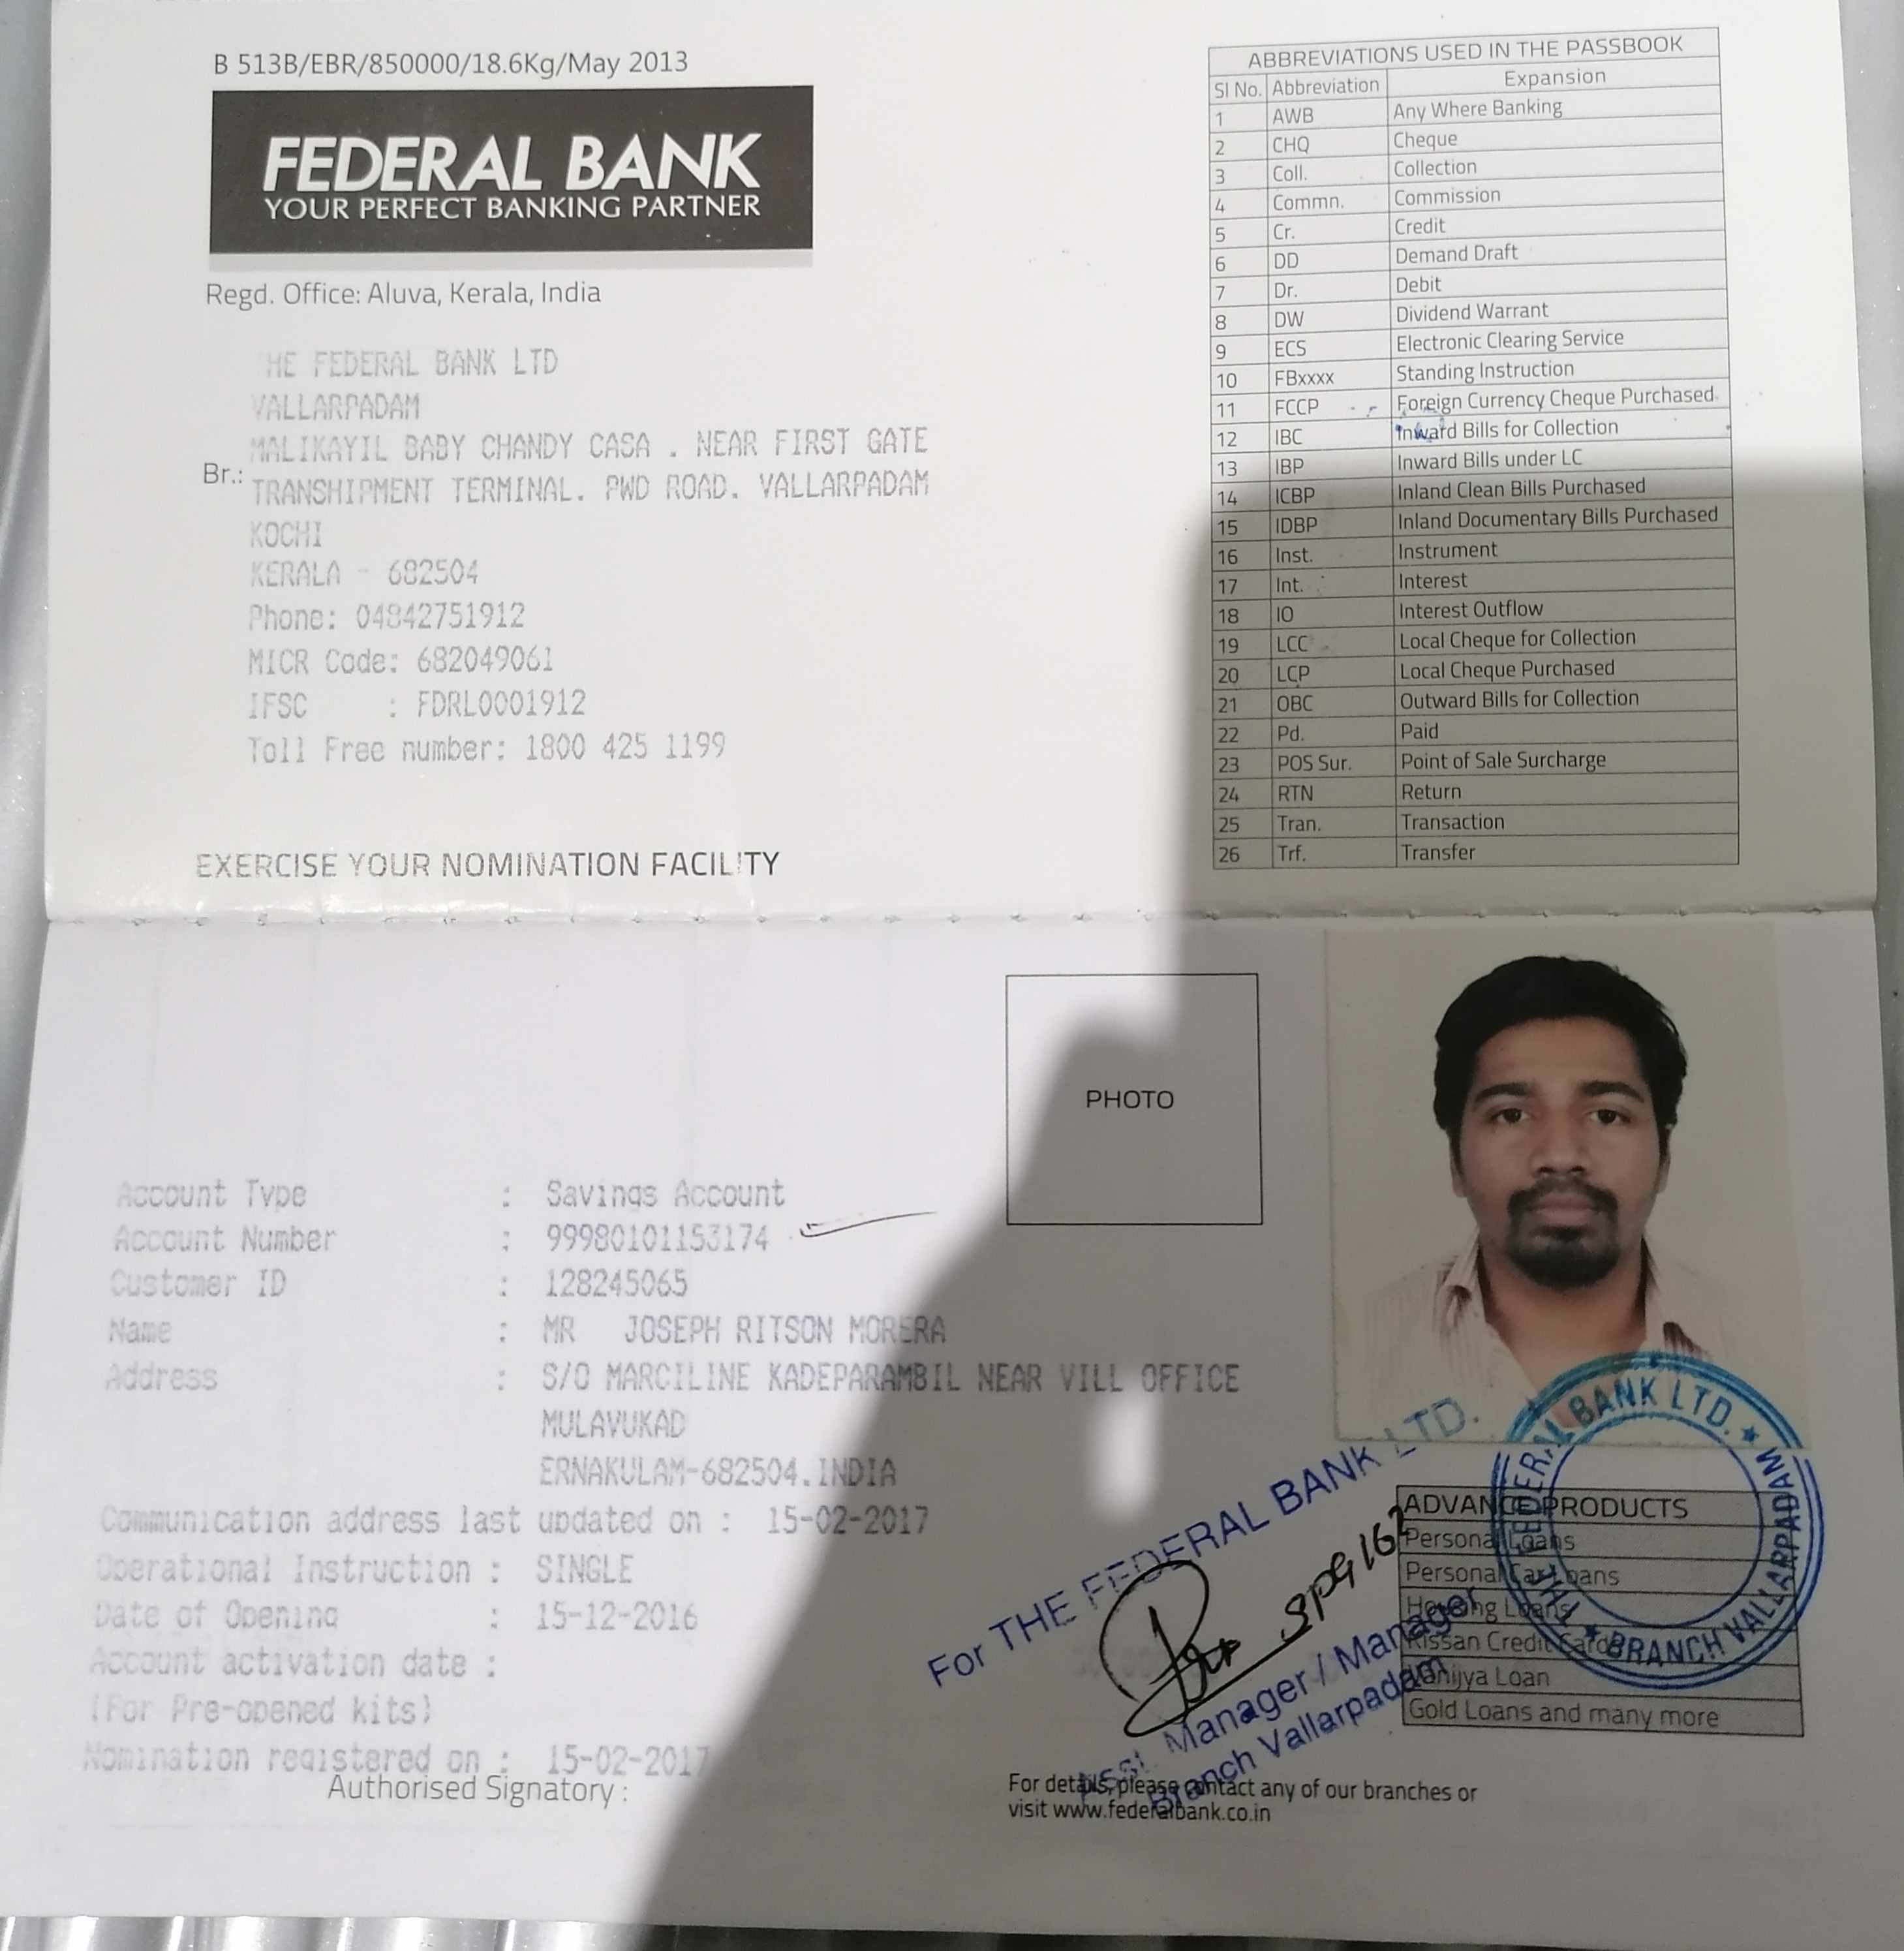 B 513B/EBR/850000/18.6Kg/May 2013
FEDERAL BANK
YOUR PERFECT BANKING PARTNER
Regd. Office: Aluva, Kerala, India
HE FEDERAL BANK LTD
VALLARPADAM
MALIKAYIL BABY CHANDY CASA . NEAR FIRST GATE
Br.: TRANSHIPMENT TERMINAL. PWD ROAD. VALLARPADAM
KOCHI
KERALA - 682504
Phone: 04842751912
MICR Code: 682049061
IFSC : FDRL0001912
Toll Free number: 1800 425 1199
EXERCISE YOUR NOMINATION FACILITY
ABBREVIATIONS USED IN THE PASSBOOK
Sl No. Abbreviation Expansion
1 AWB Any Where Banking
2 CHQ Cheque
3 Coll. Collection
4 Commn. Commission
5 Cr. Credit
6 DD Demand Draft
7 Dr. Debit
8 DW Dividend Warrant
9 ECS Electronic Clearing Service
10 FBxxxx Standing Instruction
11 FCCP Foreign Currency Cheque Purchased
12 IBC Inward Bills for Collection
13 IBP Inward Bills under LC
14 ICBP Inland Clean Bills Purchased
15 IDBP Inland Documentary Bills Purchased
16 Inst. Instrument
17 Int. Interest
18 IO Interest Outflow
19 LCC Local Cheque for Collection
20 LCP Local Cheque Purchased
21 OBC Outward Bills for Collection
22 Pd. Paid
23 POS Sur. Point of Sale Surcharge
24 RTN Return
25 Tran. Transaction
26 Trf. Transfer
PHOTO
Account Type : Savings Account
Account Number : 99980101153174
Customer ID : 128245065
Name : MR JOSEPH RITSON MORERA
Address : S/O MARCILINE KADEPARAMBIL NEAR VILL OFFICE
MULAVUKAD
ERNAKULAM-682504.INDIA
Communication address last updated on : 15-02-2017
Operational Instruction : SINGLE
Date of Opening : 15-12-2016
Account activation date :
(For Pre-opened kits)
Nomination registered on : 15-02-2017
Authorised Signatory :
For THE FEDERAL BANK LTD.
Asst. Manager / Manager
Branch Vallarpadam
THE FEDERAL BANK LTD. ★ BRANCH VALLARPADAM ★
ADVANCE PRODUCTS
Personal Loans
Personal Car Loans
Housing Loans
Kissan Credit Cards
Vanijya Loan
Gold Loans and many more
For details, please contact any of our branches or
visit www.federalbank.co.in